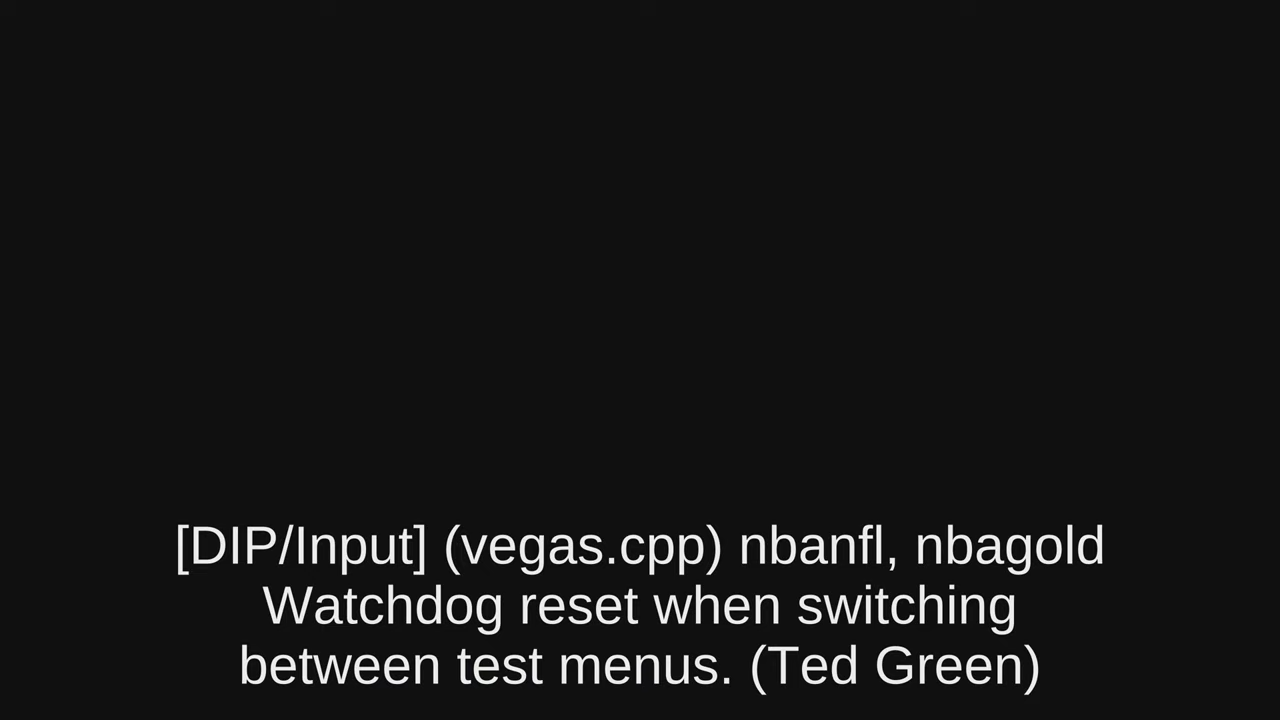 [DIP/Input] (vegas.cpp) nbanfl, nbagold
Watchdog reset when switching
between test menus. (Ted Green)